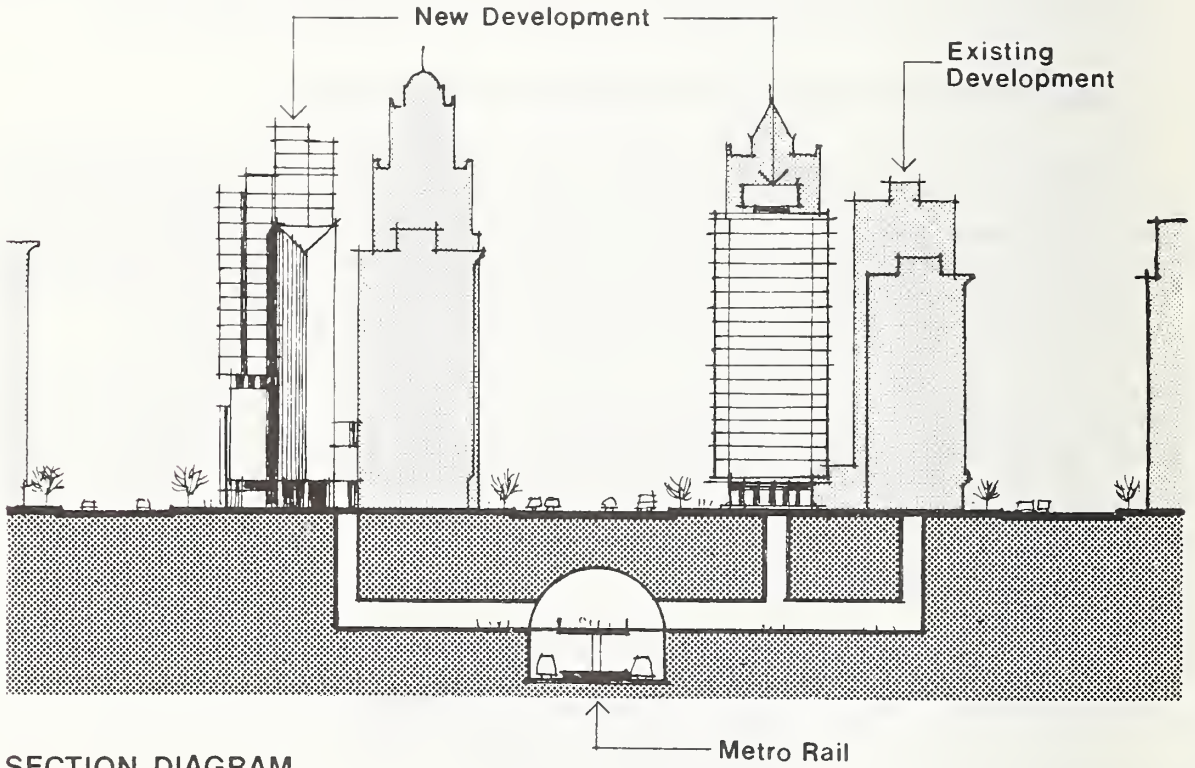 New Development
Existing
Development
Metro Rail
SECTION DIAGRAM